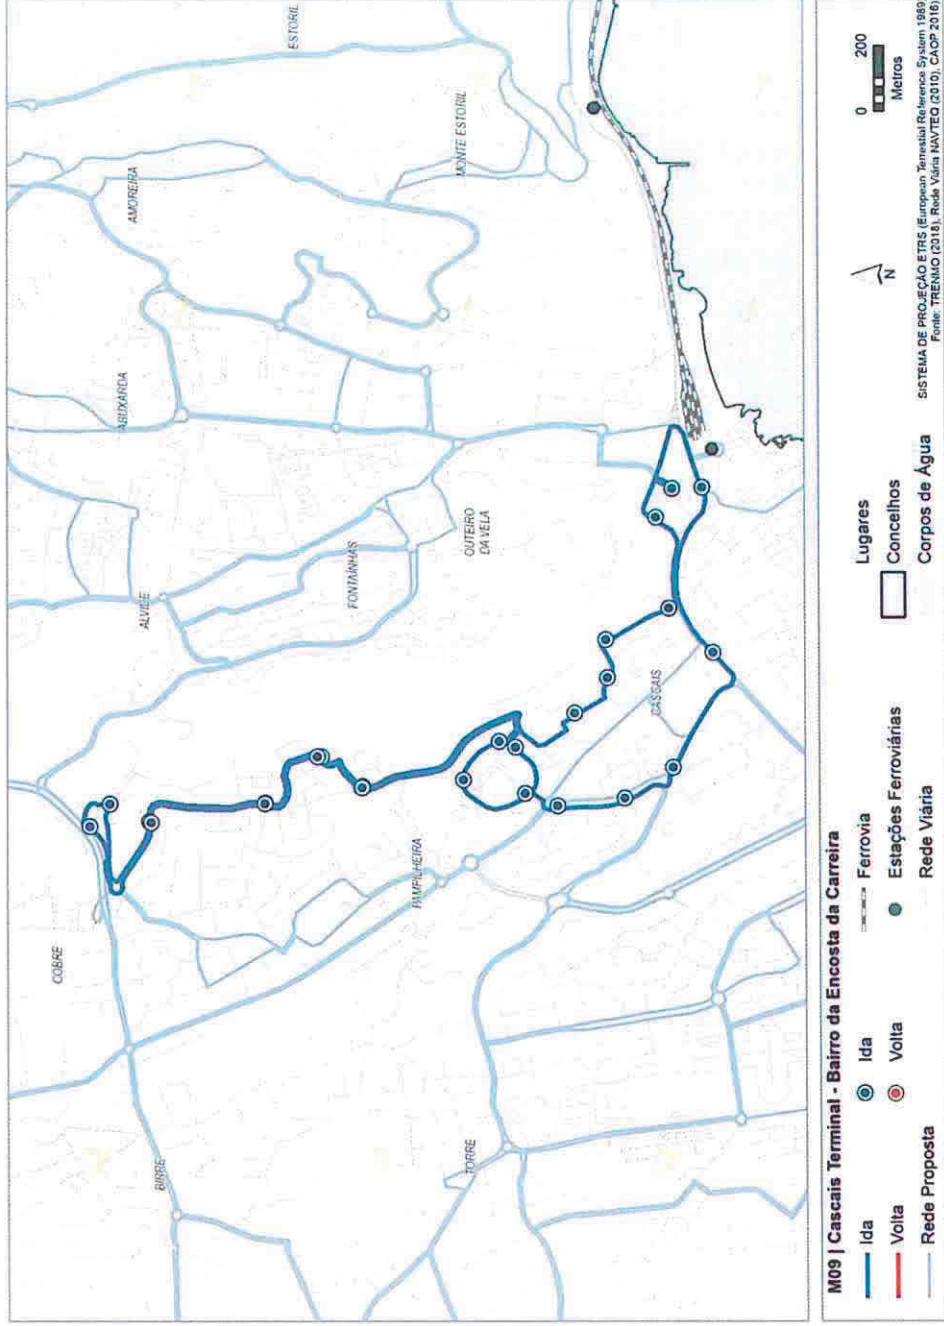 ESTORIL
AMOREIRA
MONTE ESTORIL
ABUXARDA
ALVIDE
FONTAÍNHAS
OUTEIRO
DA VELA
CASCAIS
COBRE
PAMPILHEIRA
BIRRE
TORRE
M09 | Cascais Terminal - Bairro da Encosta da Carreira
Ida
Volta
Rede Proposta
Ida
Volta
Ferrovia
Estações Ferroviárias
Rede Viária
Lugares
Concelhos
Corpos de Água
N
0 200
Metros
SISTEMA DE PROJEÇÃO ETRS (European Terrestial Reference System 1989)
Fonte: TRENMO (2018), Rede Viária NAVTEQ (2010), CAOP 2016)